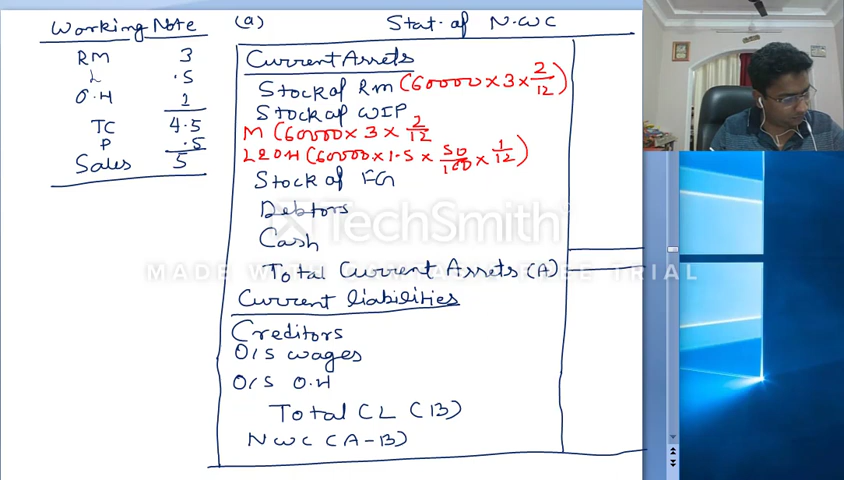 Working Note
RM 3
L .5
O.H 1
TC 4.5
P .5
Sales 5
(a) Stat. of N.WC
Current Assets
Stock of Rm (60000 × 3 × 2/12)
Stock of WIP
M (60000 × 3 × 2/12
L&OH (60000 × 1.5 × 50/100 × 1/12)
Stock of FG
Debtors
Cash
Total Current Assets (A)
Current liabilities
Creditors
O/S wages
O/S O.H
Total CL (B)
NWC (A-B)
TechSmith
MADE WITH CAMTASIA FREE TRIAL